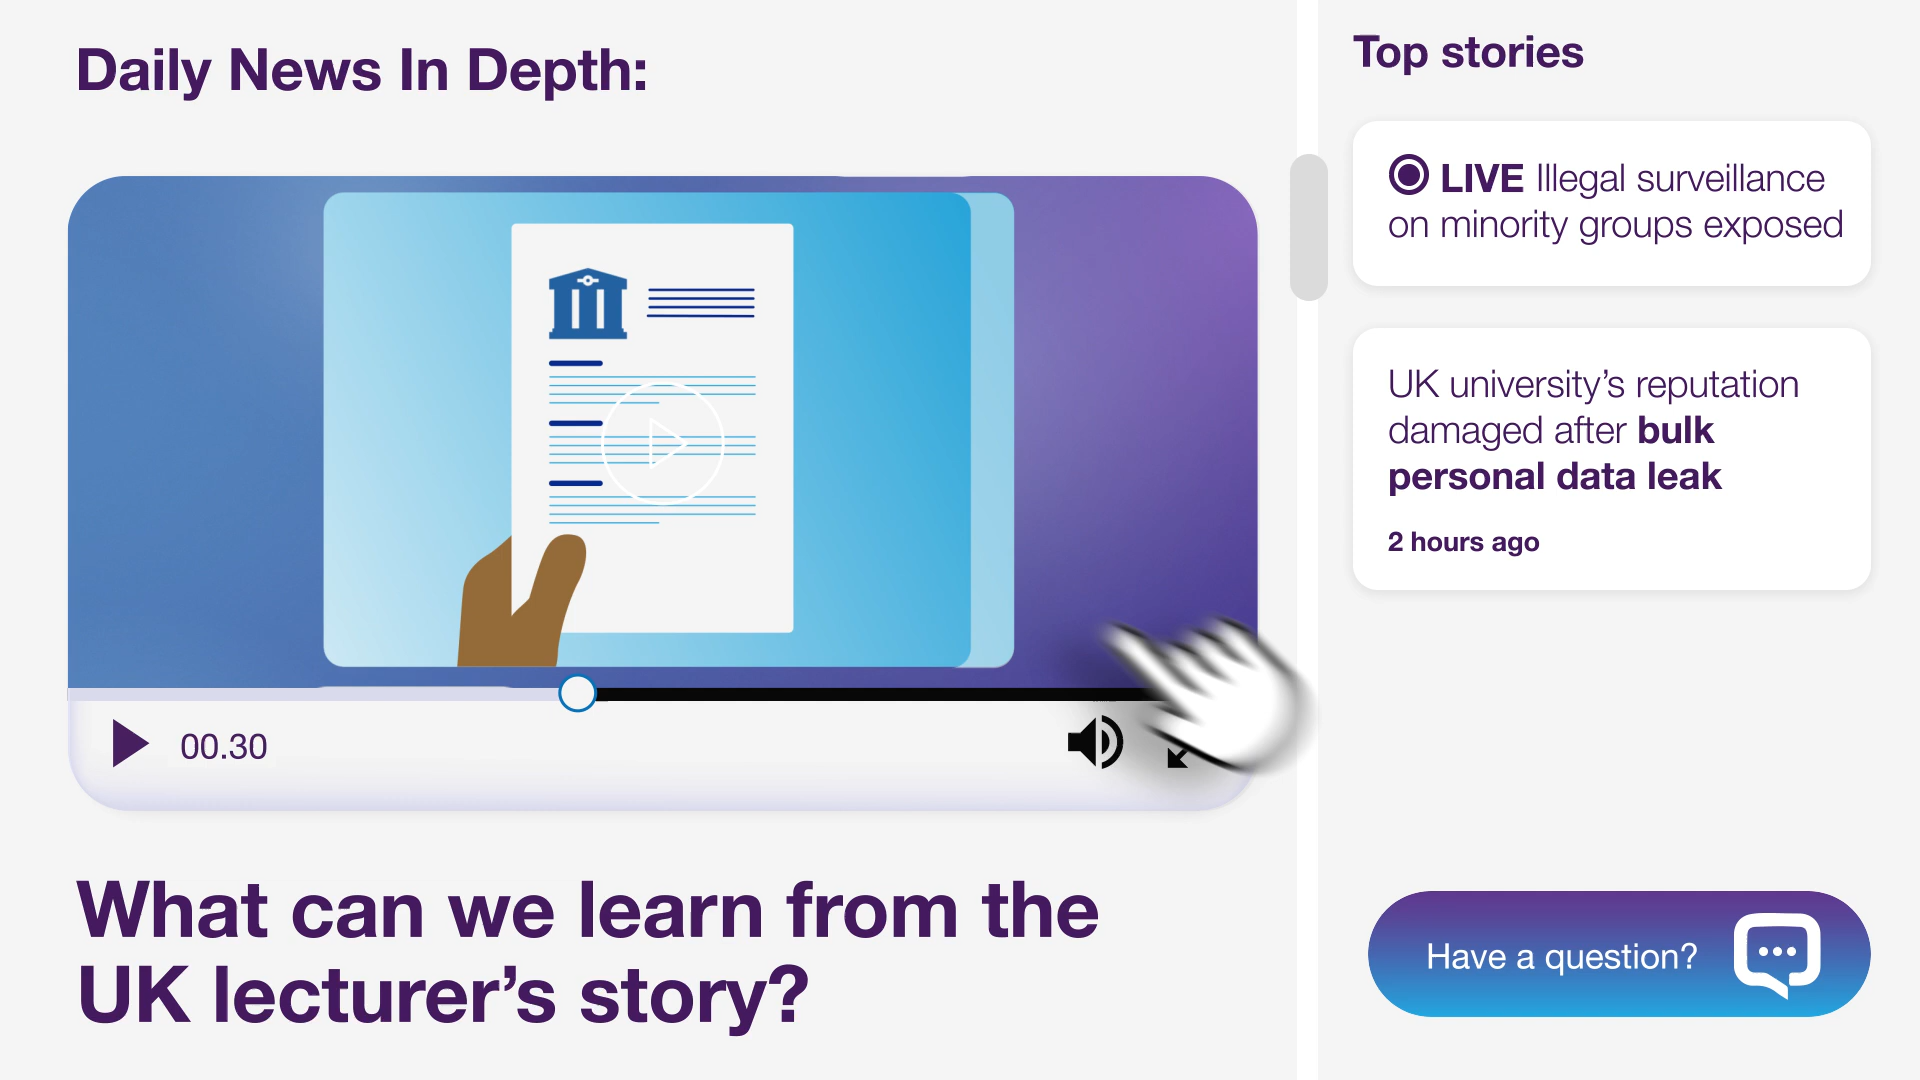 Daily News In Depth:
00.30
What can we learn from the
UK lecturer’s story?
Top stories
LIVE Illegal surveillance
on minority groups exposed
UK university’s reputation
damaged after bulk
personal data leak
2 hours ago
Have a question?